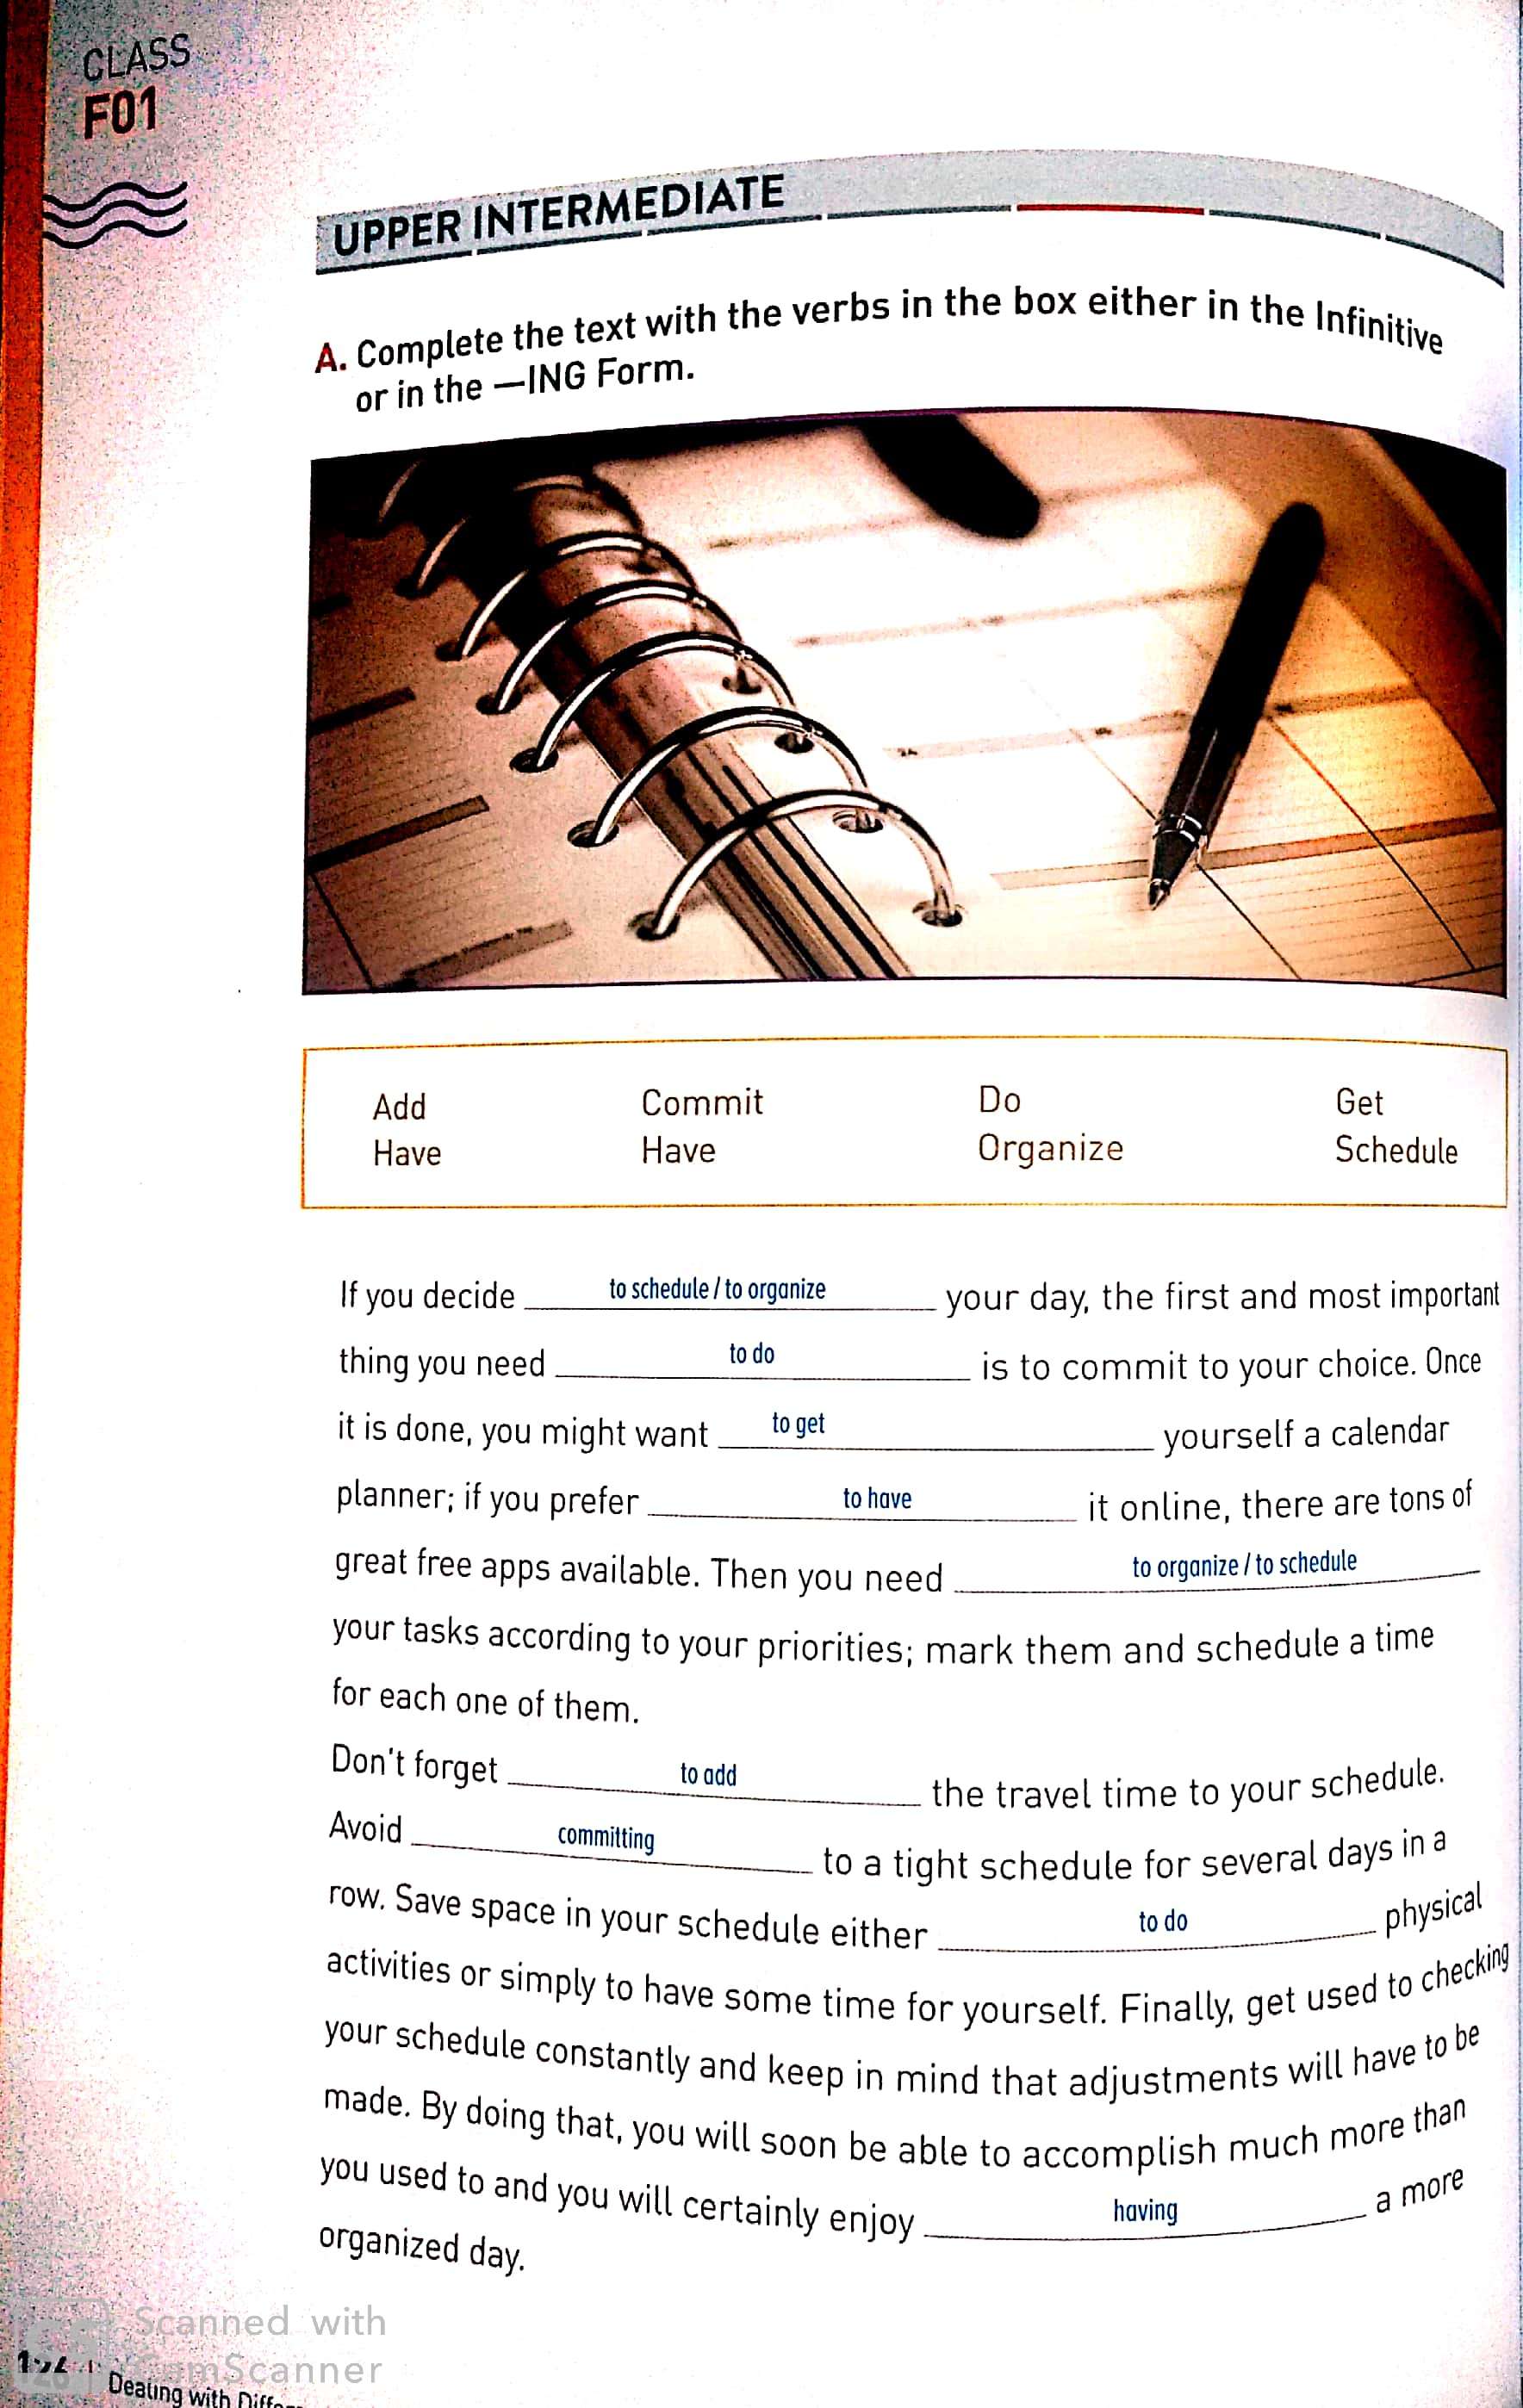 CLASS
F01
UPPER INTERMEDIATE
A. Complete the text with the verbs in the box either in the Infinitive
or in the —ING Form.
Add Commit Do Get
Have Have Organize Schedule
If you decide to schedule / to organize your day, the first and most important
thing you need to do is to commit to your choice. Once
it is done, you might want to get yourself a calendar
planner; if you prefer to have it online, there are tons of
great free apps available. Then you need to organize / to schedule
your tasks according to your priorities; mark them and schedule a time
for each one of them.
Don't forget to add the travel time to your schedule.
Avoid committing to a tight schedule for several days in a
row. Save space in your schedule either to do physical
activities or simply to have some time for yourself. Finally, get used to checking
your schedule constantly and keep in mind that adjustments will have to be
made. By doing that, you will soon be able to accomplish much more than
you used to and you will certainly enjoy having a more
organized day.
Scanned with
CamScanner
Dealing with